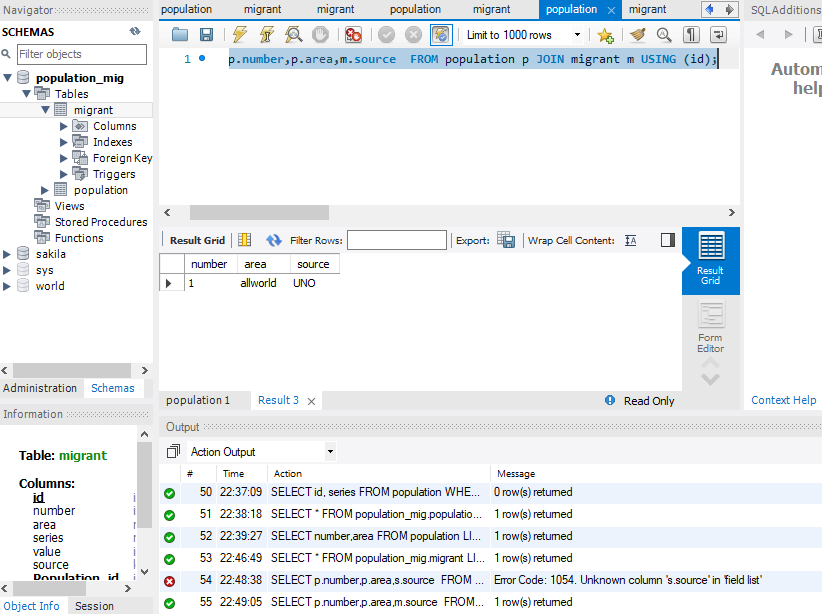 Navigator
population migrant migrant population migrant population migrant
SQLAdditions
SCHEMAS
Filter objects
Limit to 1000 rows
1 p.number,p.area,m.source FROM population p JOIN migrant m USING (id);
Autom
help
population_mig
Tables
migrant
Columns
Indexes
Foreign Key
Triggers
population
Views
Stored Procedures
Functions
sakila
sys
world
Result Grid Filter Rows: Export: Wrap Cell Content:
number area source
1 allworld UNO
Result
Grid
Form
Editor
Administration Schemas
population 1 Result 3 Read Only Context Help
Information
Output
Action Output
Table: migrant
Columns:
id
number
area
series
value
source
Population_id
# Time Action Message
50 22:37:09 SELECT id, series FROM population WHE... 0 row(s) returned
51 22:38:18 SELECT * FROM population_mig.populatio... 1 row(s) returned
52 22:39:27 SELECT number,area FROM population LI... 1 row(s) returned
53 22:46:49 SELECT * FROM population_mig.migrant LI... 1 row(s) returned
54 22:48:38 SELECT p.number,p.area,s.source FROM ... Error Code: 1054. Unknown column 's.source' in 'field list'
55 22:49:05 SELECT p.number,p.area,m.source FROM... 1 row(s) returned
Object Info Session